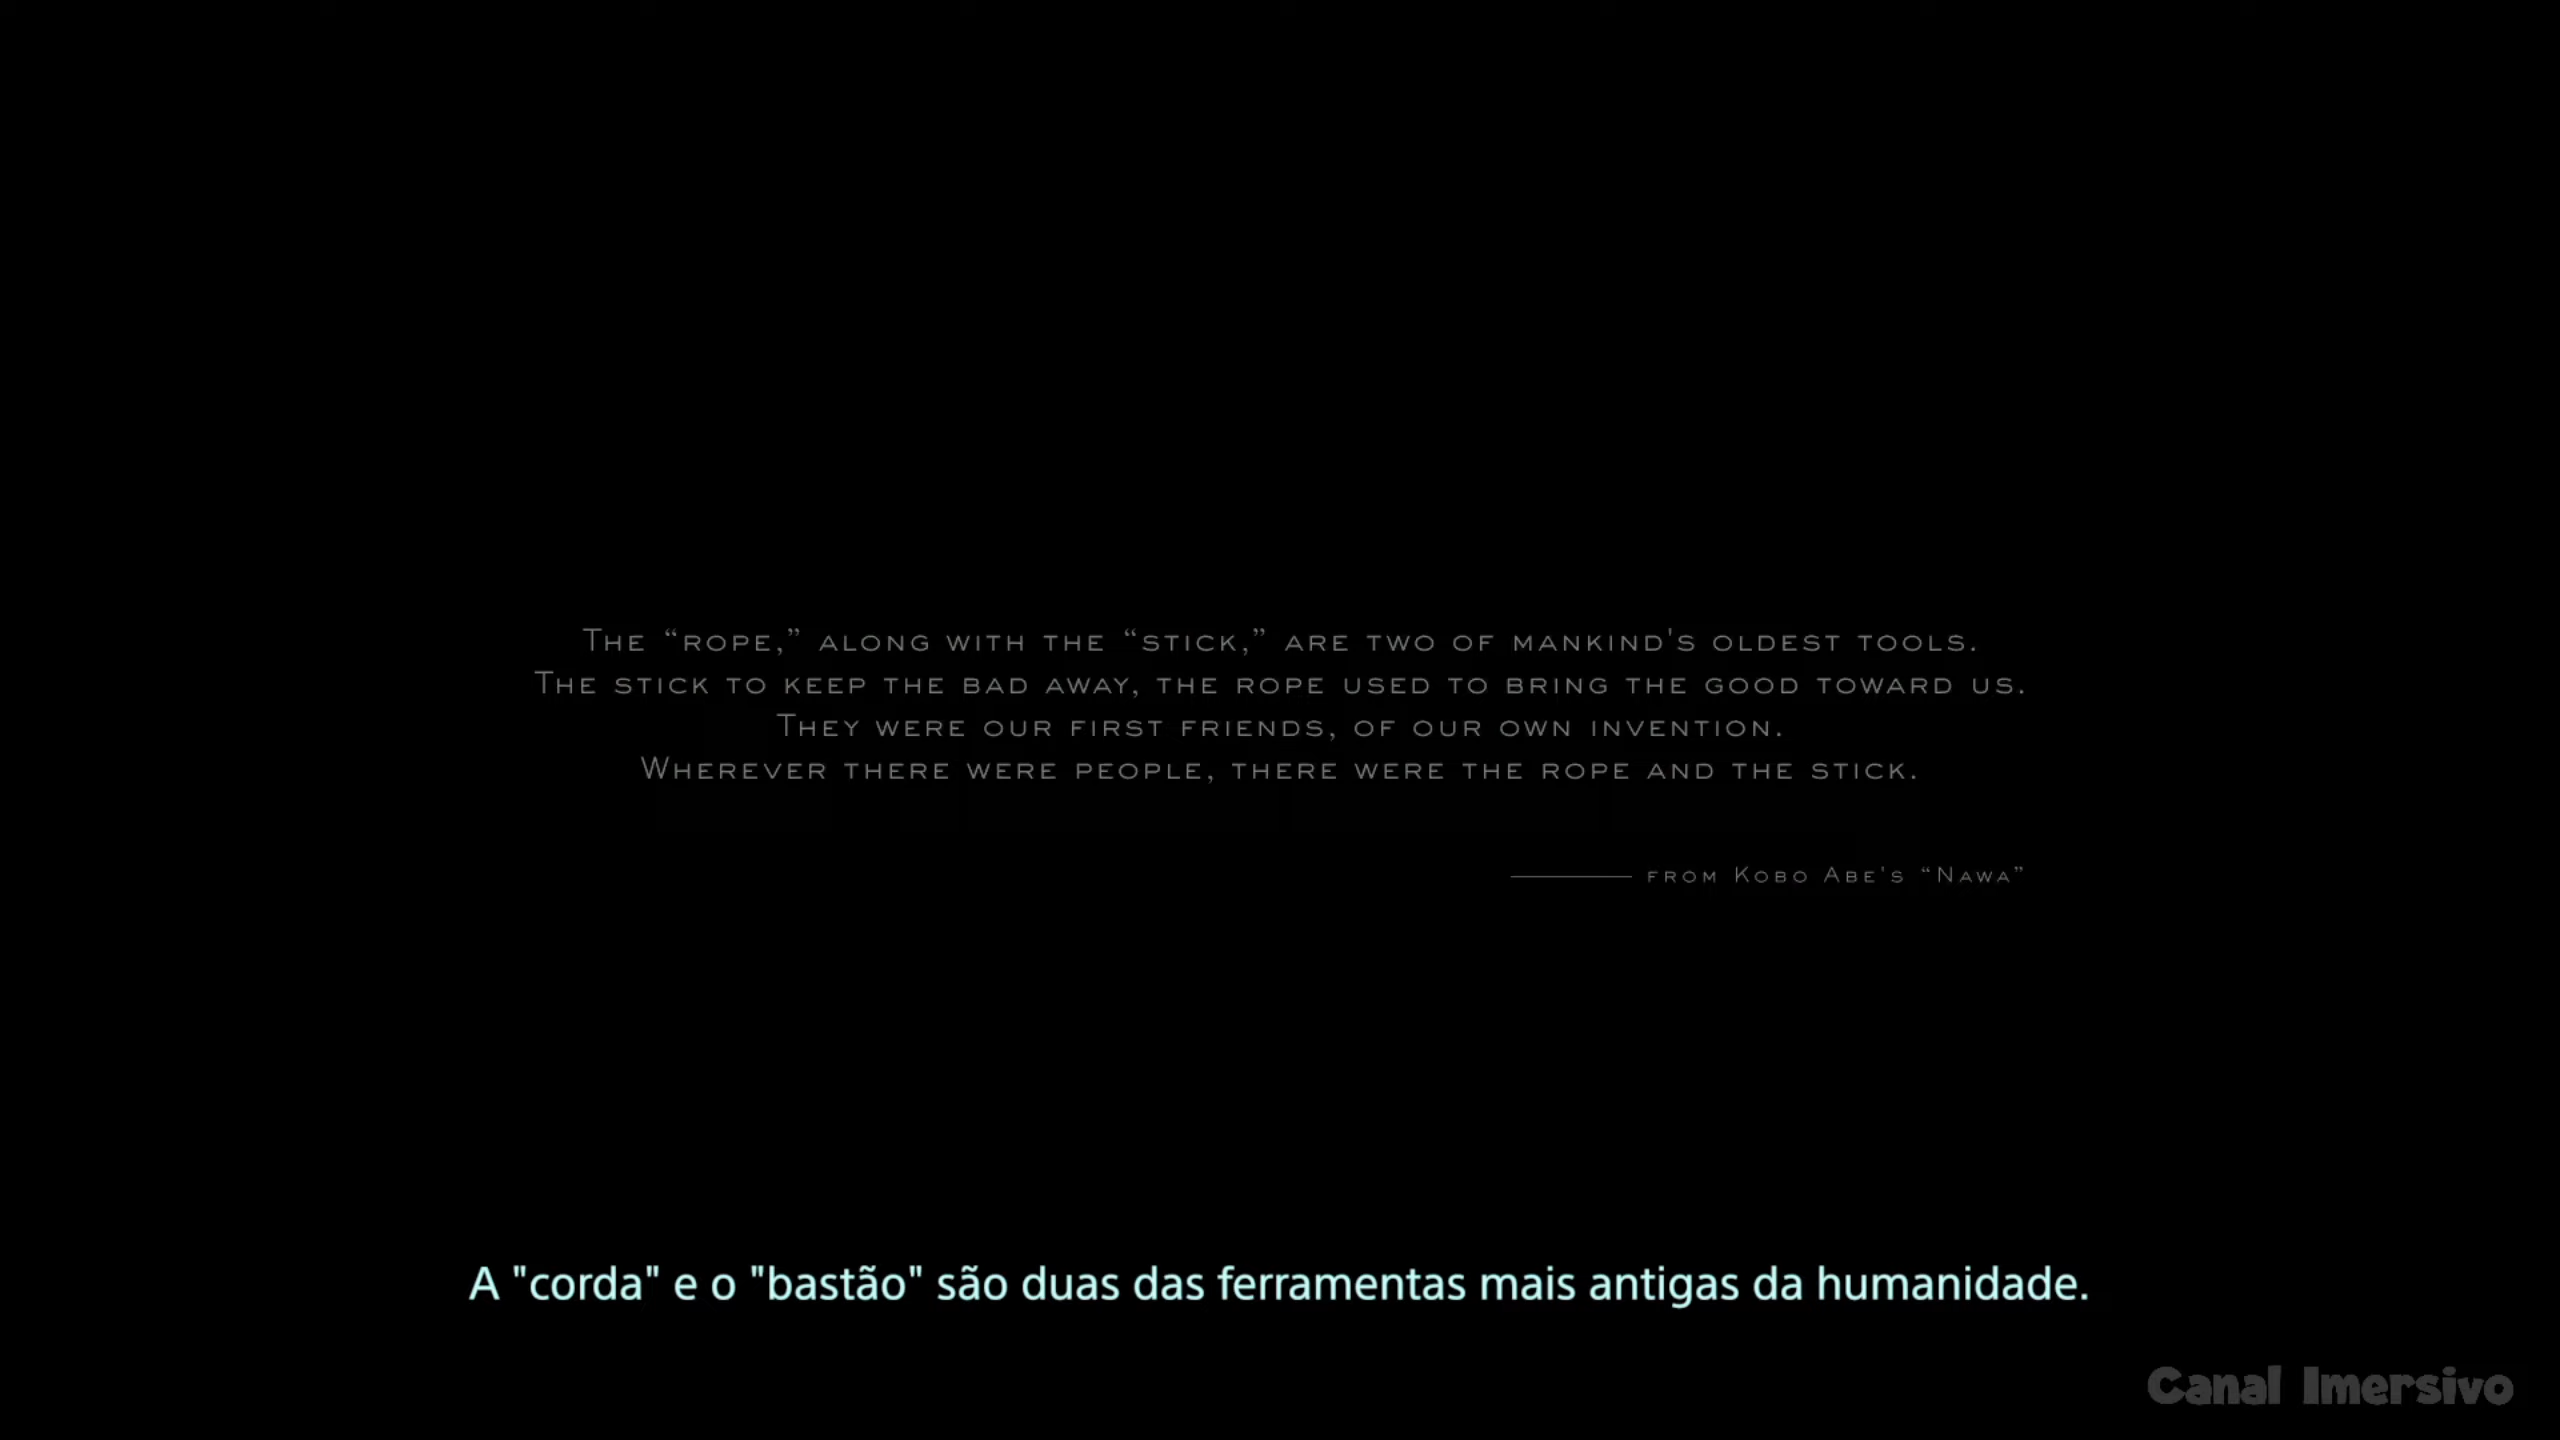 The “rope,” along with the “stick,” are two of mankind's oldest tools.
The stick to keep the bad away, the rope used to bring the good toward us.
They were our first friends, of our own invention.
Wherever there were people, there were the rope and the stick.
from Kobo Abe's “Nawa”
A "corda" e o "bastão" são duas das ferramentas mais antigas da humanidade.
Canal Imersivo